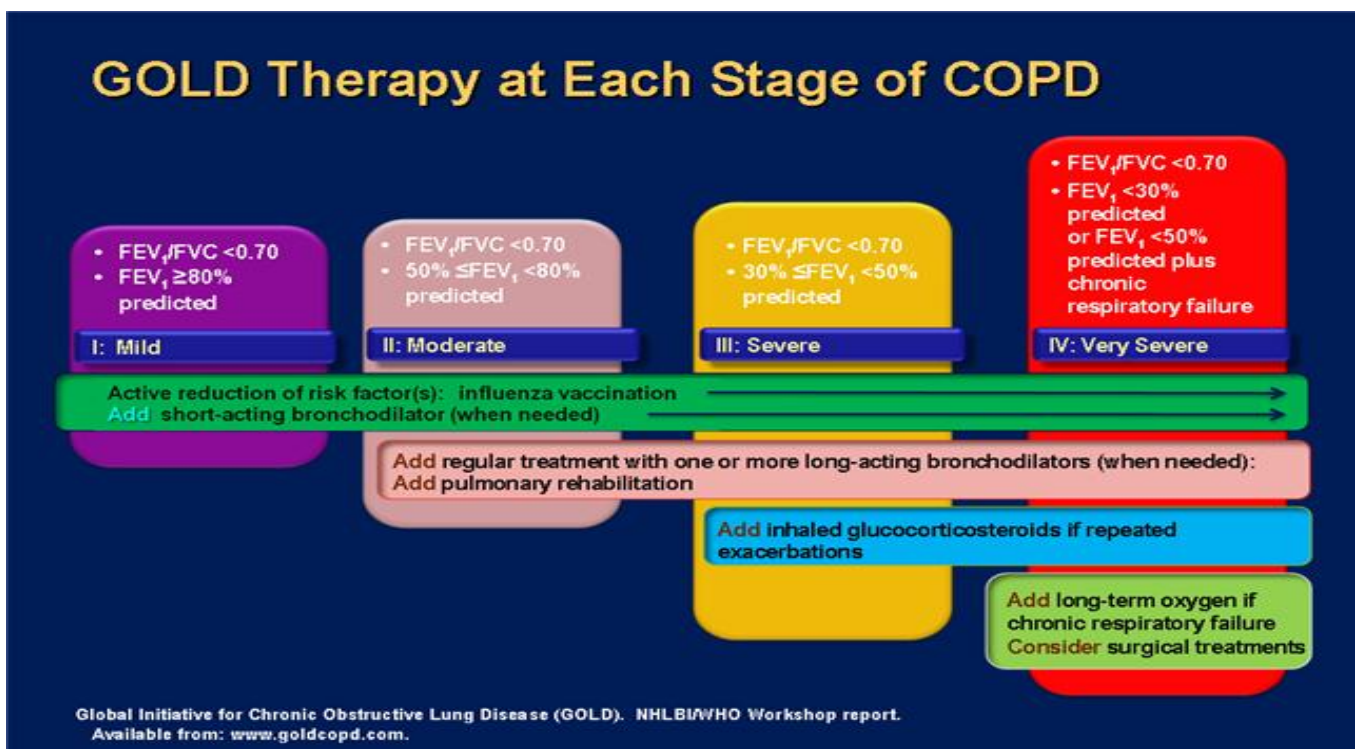 GOLD Therapy at Each Stage of COPD
• FEV₁/FVC <0.70
• FEV₁ ≥80%
predicted
I: Mild
• FEV₁/FVC <0.70
• 50% ≤FEV₁ <80%
predicted
II: Moderate
• FEV₁/FVC <0.70
• 30% ≤FEV₁ <50%
predicted
III: Severe
• FEV₁/FVC <0.70
• FEV₁ <30%
predicted
or FEV₁ <50%
predicted plus
chronic
respiratory failure
IV: Very Severe
Active reduction of risk factor(s): influenza vaccination
Add short-acting bronchodilator (when needed)
Add regular treatment with one or more long-acting bronchodilators (when needed):
Add pulmonary rehabilitation
Add inhaled glucocorticosteroids if repeated
exacerbations
Add long-term oxygen if
chronic respiratory failure
Consider surgical treatments
Global Initiative for Chronic Obstructive Lung Disease (GOLD). NHLBI/WHO Workshop report.
Available from: www.goldcopd.com.